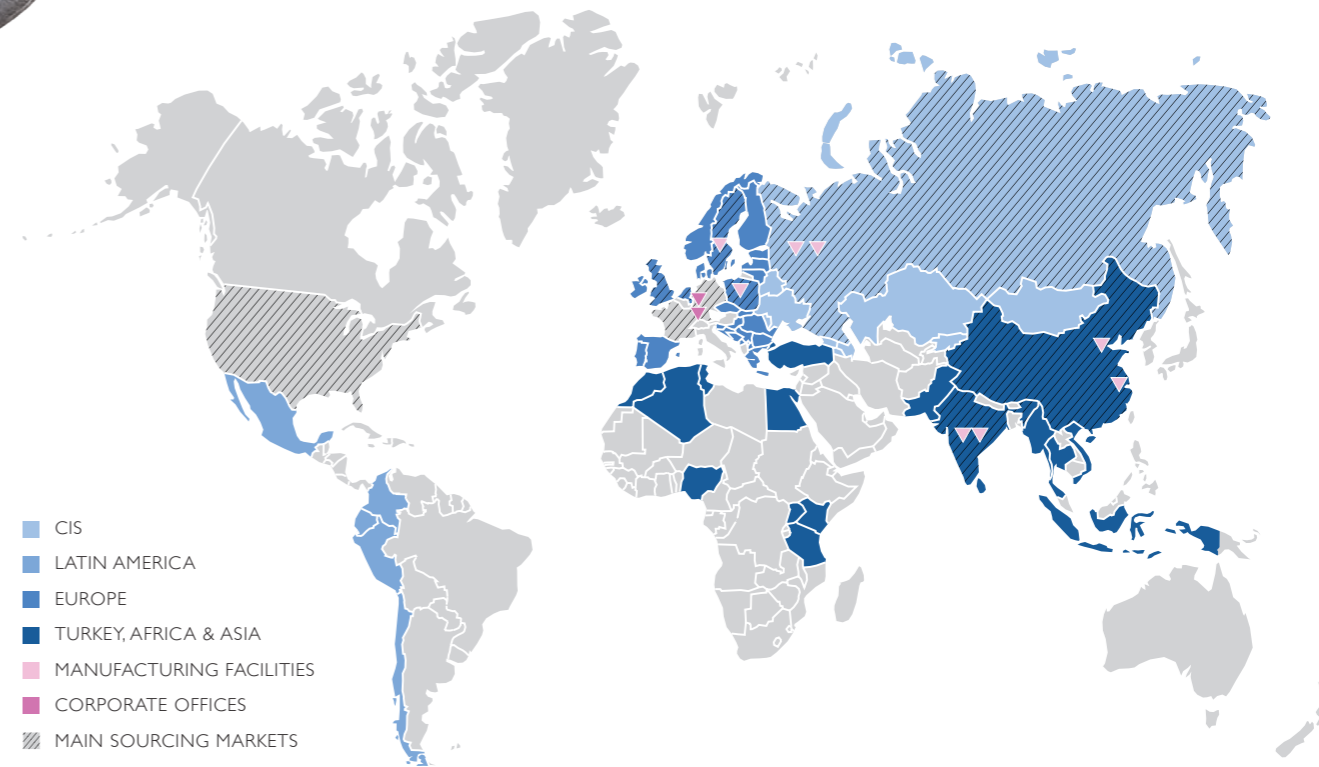 CIS
LATIN AMERICA
EUROPE
TURKEY, AFRICA & ASIA
MANUFACTURING FACILITIES
CORPORATE OFFICES
MAIN SOURCING MARKETS